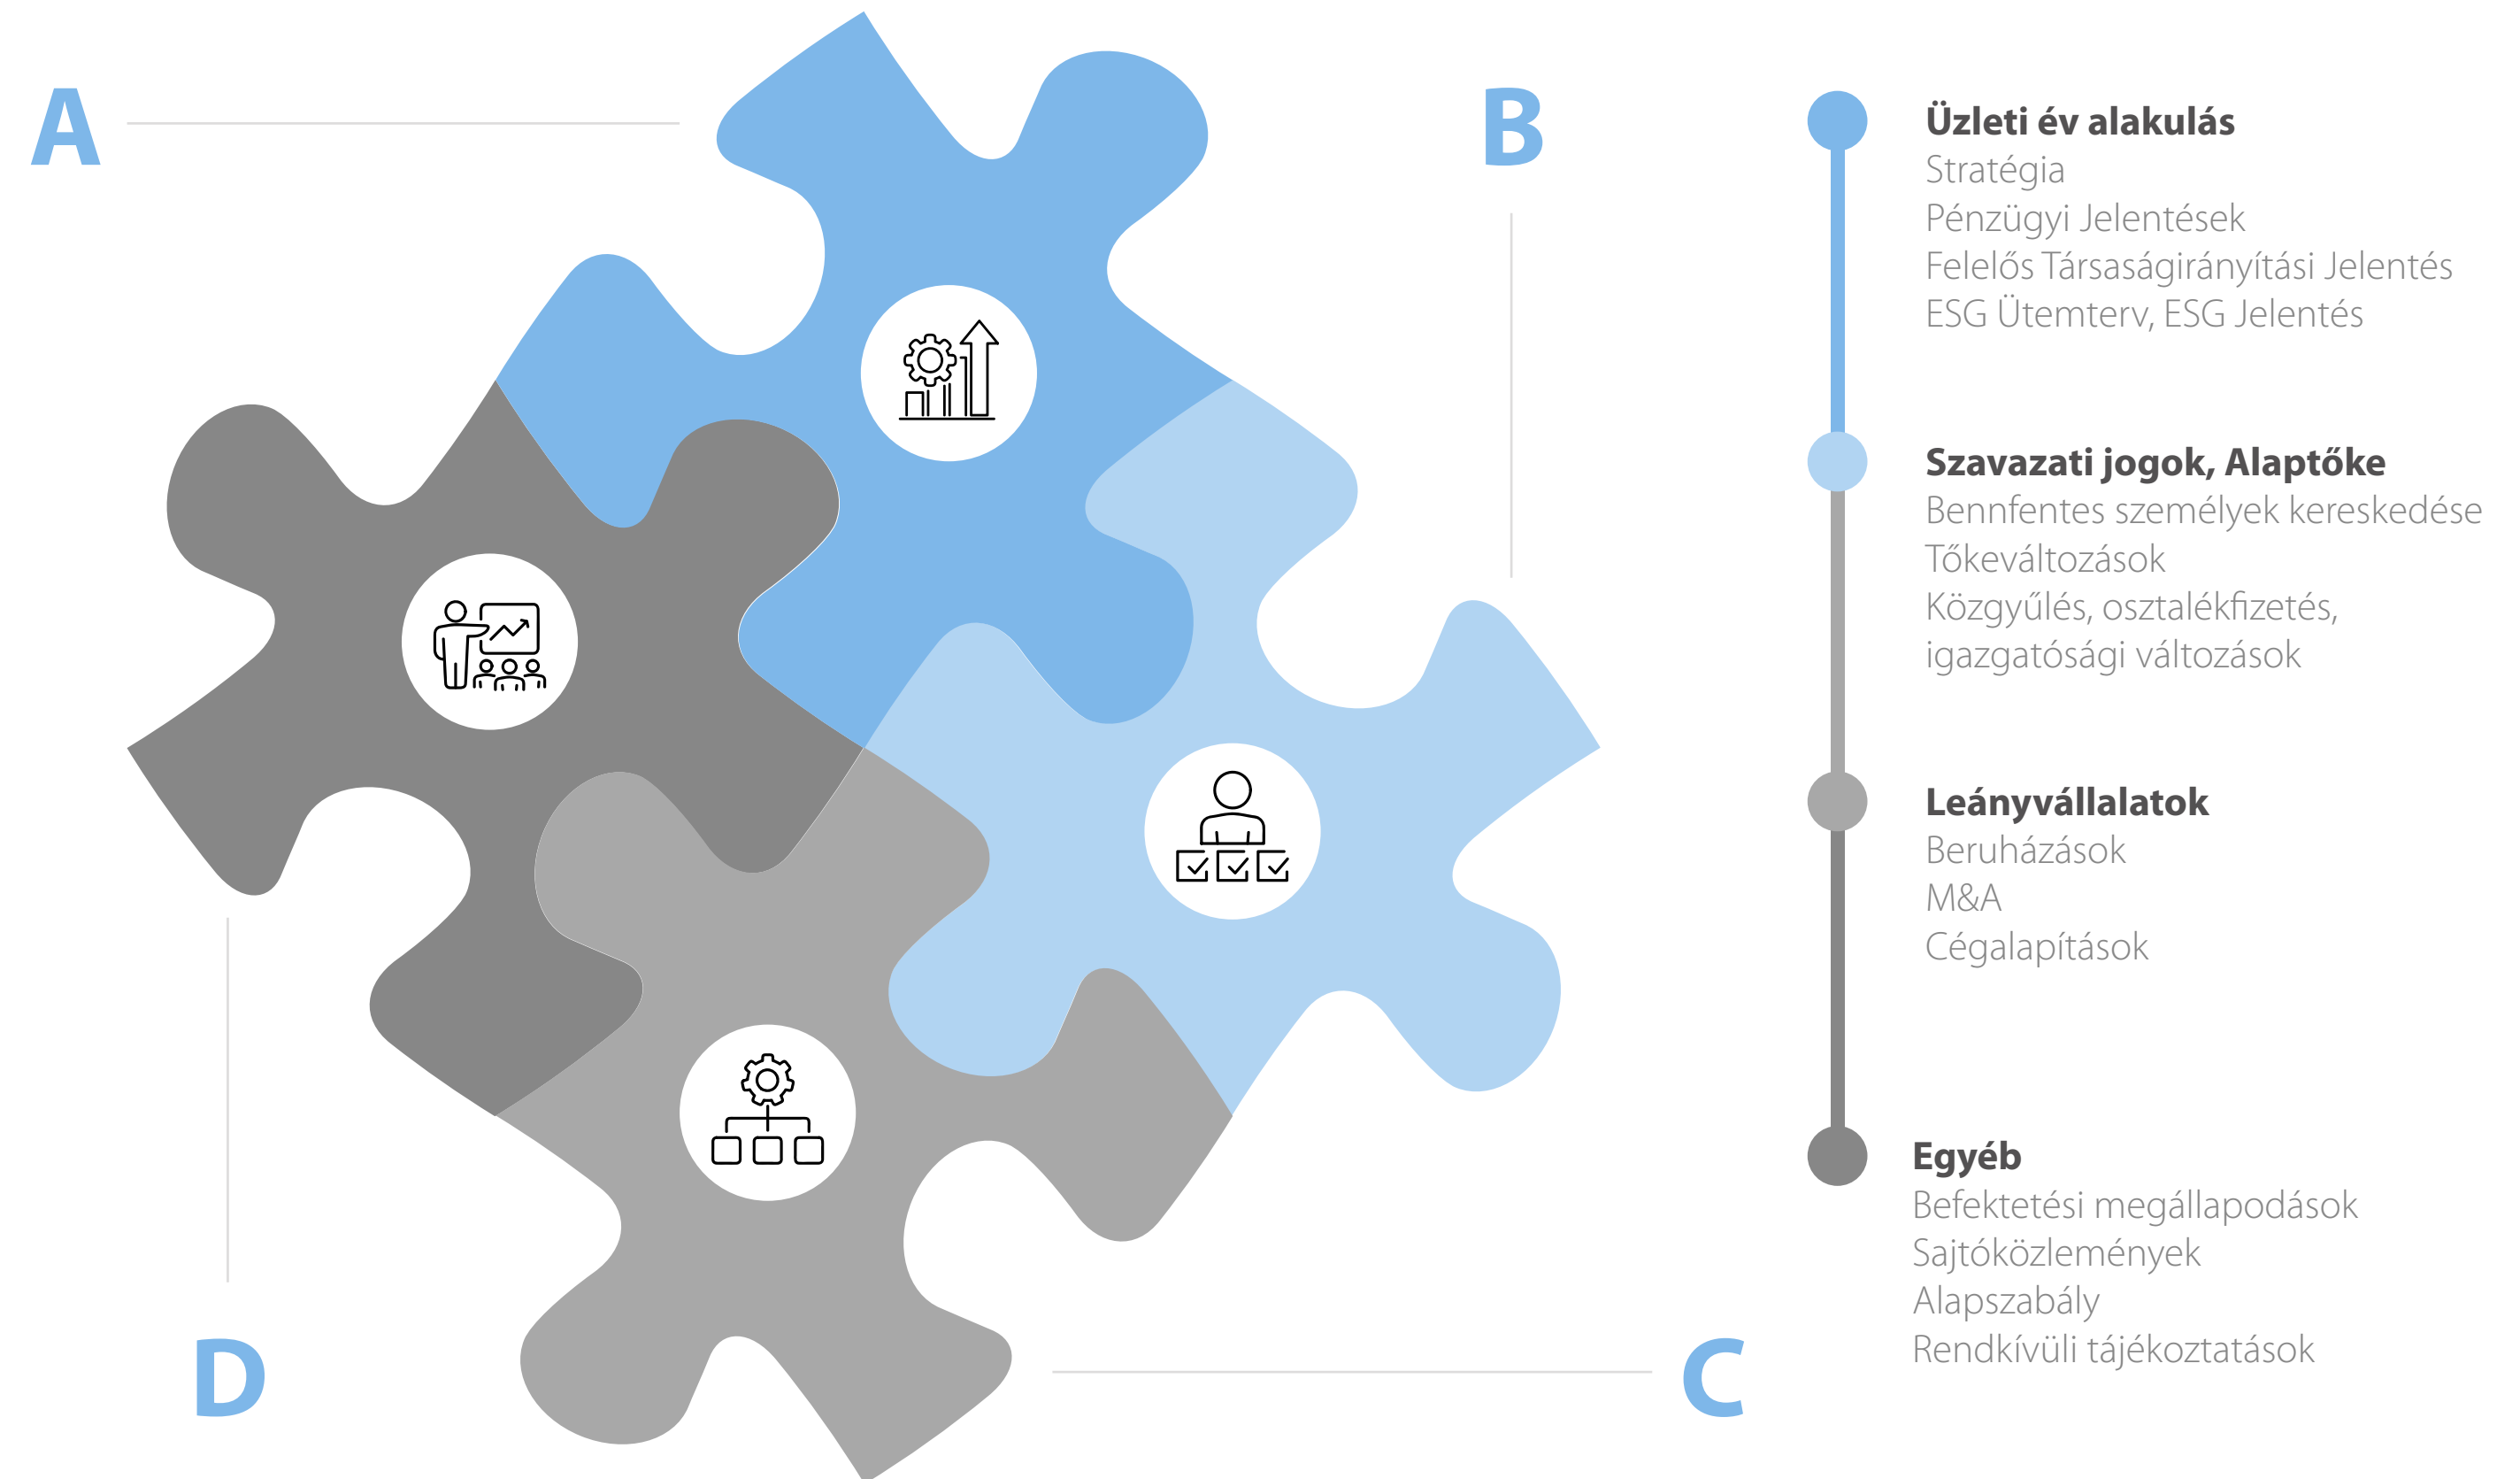 A
B
Üzleti év alakulás
Stratégia
Pénzügyi Jelentések
Felelős Társaságirányítási Jelentés
ESG Ütemterv, ESG Jelentés
Szavazati jogok, Alaptőke
Bennfentes személyek kereskedése
Tőkeváltozások
Közgyűlés, osztalékfizetés,
igazgatósági változások
Leányvállalatok
Beruházások
M&A
Cégalapítások
Egyéb
Befektetési megállapodások
Sajtóközlemények
Alapszabály
Rendkívüli tájékoztatások
D
C